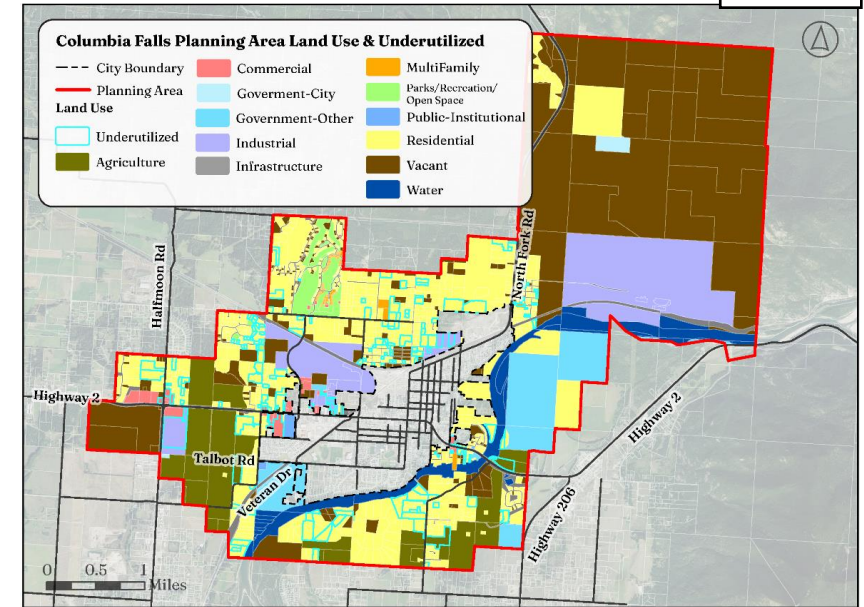 Columbia Falls Planning Area Land Use & Underutilized
City Boundary
Planning Area
Land Use
Underutilized
Agriculture
Commercial
Goverment-City
Government-Other
Industrial
Infrastructure
MultiFamily
Parks/Recreation/
Open Space
Public-Institutional
Residential
Vacant
Water
North Fork Rd
Halfmoon Rd
Highway 2
Highway 2
Talbot Rd
Veteran Dr
Highway 206
0 0.5 1
Miles